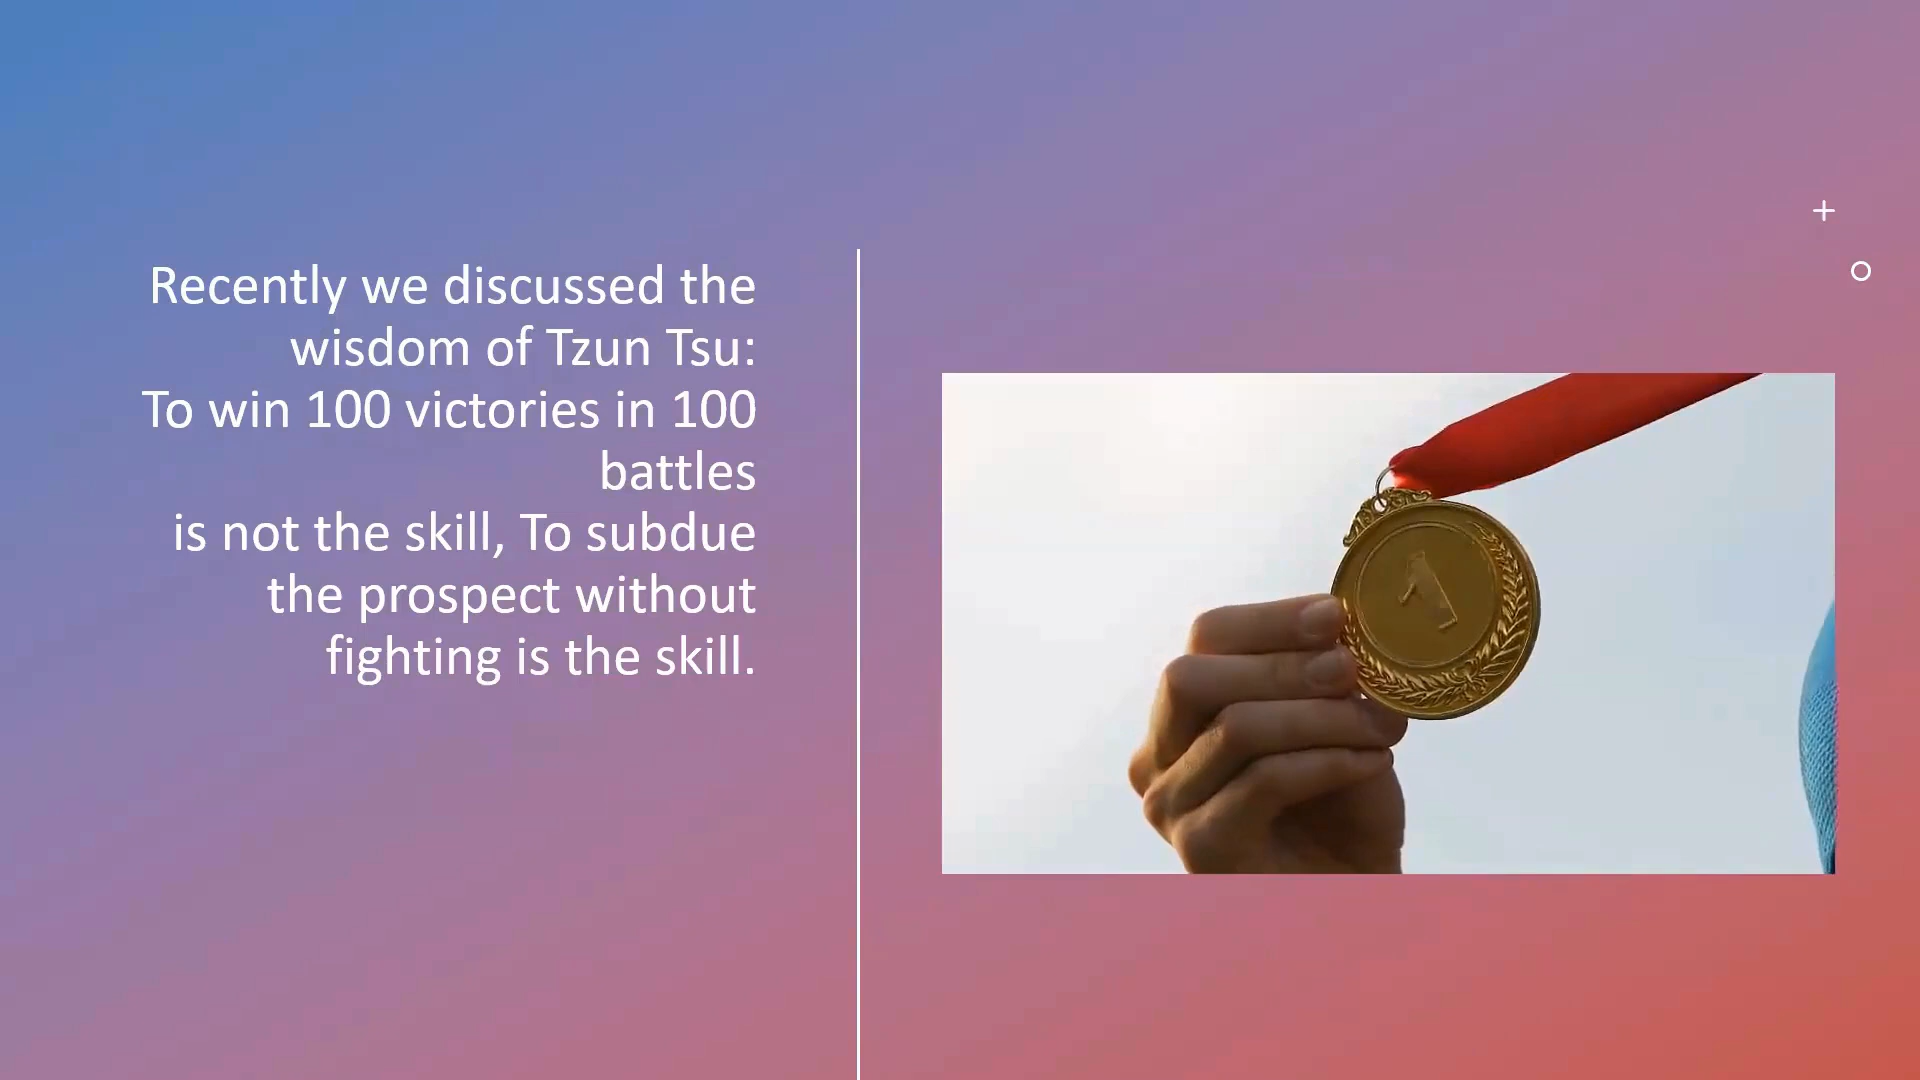 Recently we discussed the
wisdom of Tzun Tsu:
To win 100 victories in 100
battles
is not the skill, To subdue
the prospect without
fighting is the skill.
1